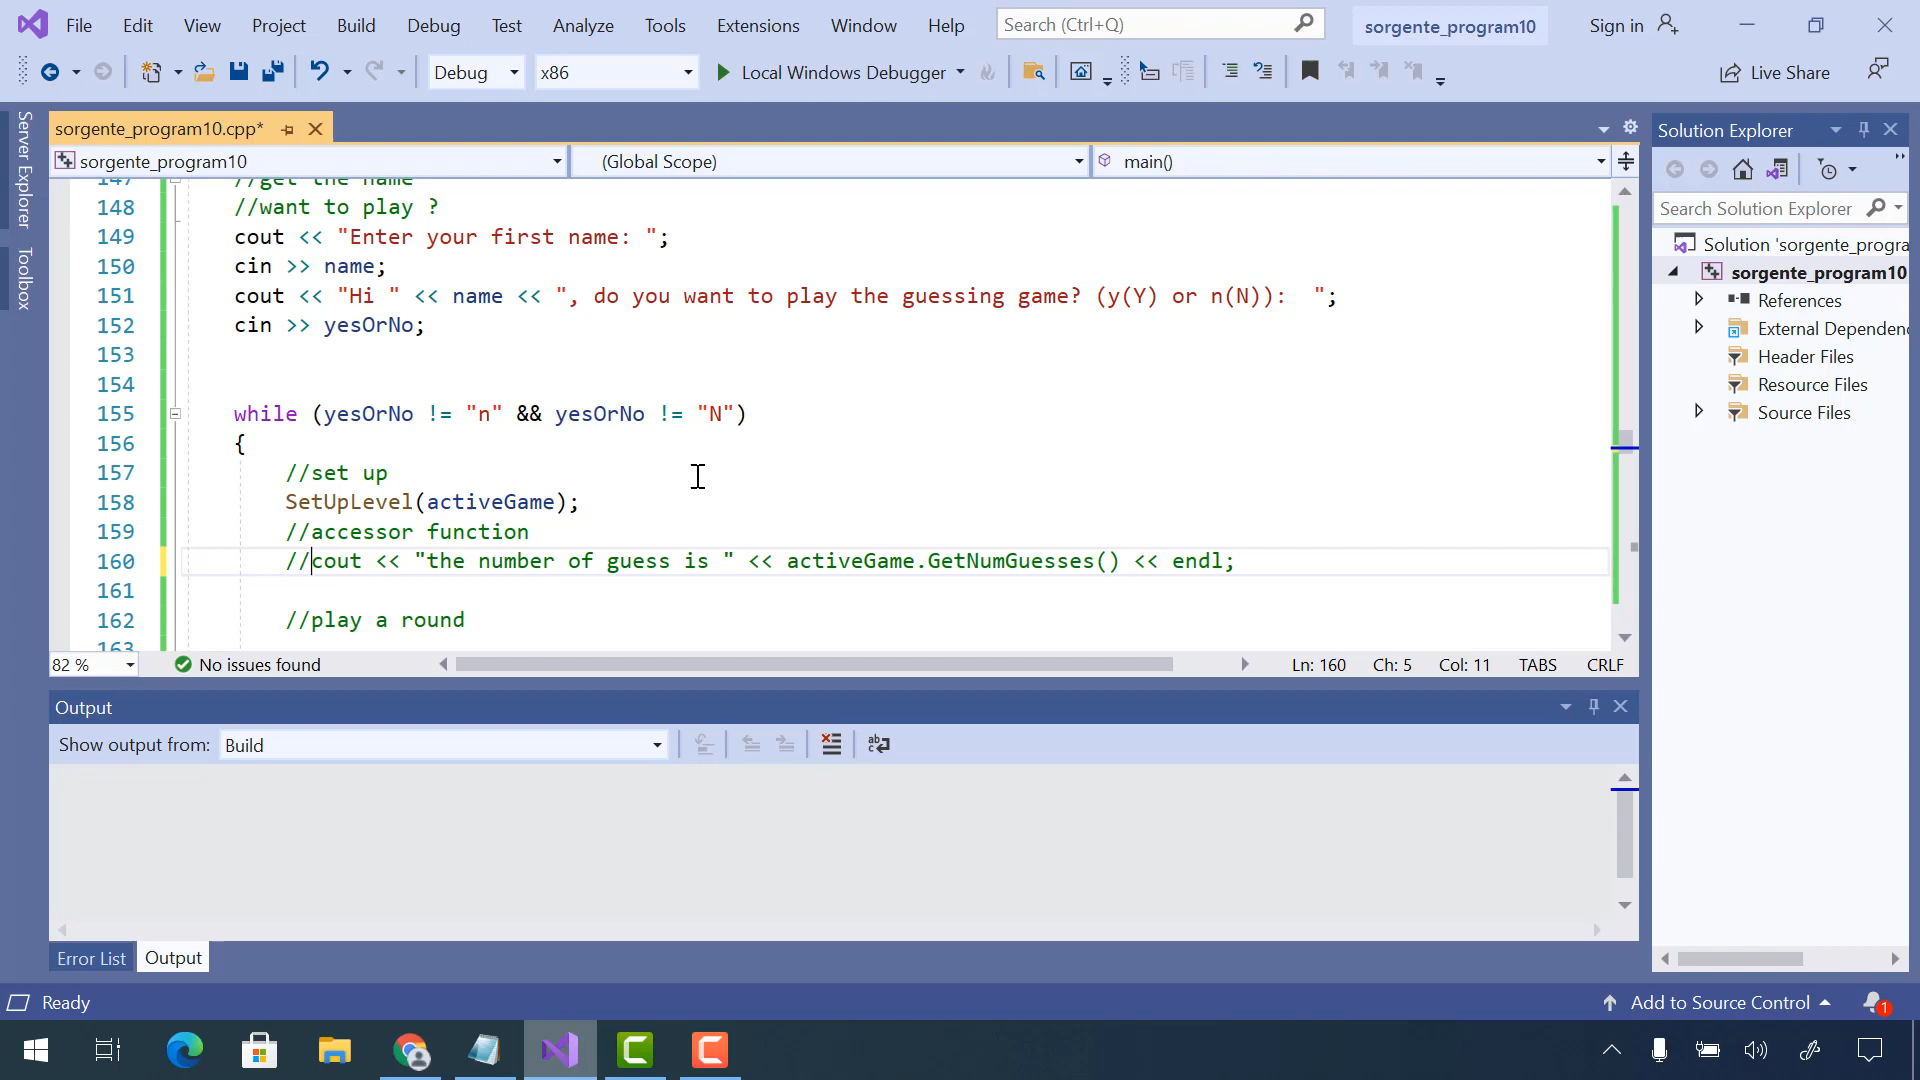 File Edit View Project Build Debug Test Analyze Tools Extensions Window Help Search (Ctrl+Q) sorgente_program10 Sign in
Debug x86 Local Windows Debugger Live Share
Server Explorer
Toolbox
sorgente_program10.cpp*
sorgente_program10 (Global Scope) main()
147 //get the name
148 //want to play ?
149 cout << "Enter your first name: ";
150 cin >> name;
151 cout << "Hi " << name << ", do you want to play the guessing game? (y(Y) or n(N)):  ";
152 cin >> yesOrNo;
153
154
155 while (yesOrNo != "n" && yesOrNo != "N")
156 {
157 //set up
158 SetUpLevel(activeGame);
159 //accessor function
160 //cout << "the number of guess is " << activeGame.GetNumGuesses() << endl;
161
162 //play a round
163
82 % No issues found Ln: 160 Ch: 5 Col: 11 TABS CRLF
Output
Show output from: Build
Error List Output
Solution Explorer
Search Solution Explorer
Solution 'sorgente_progra
sorgente_program10
References
External Dependenc
Header Files
Resource Files
Source Files
Ready Add to Source Control 1